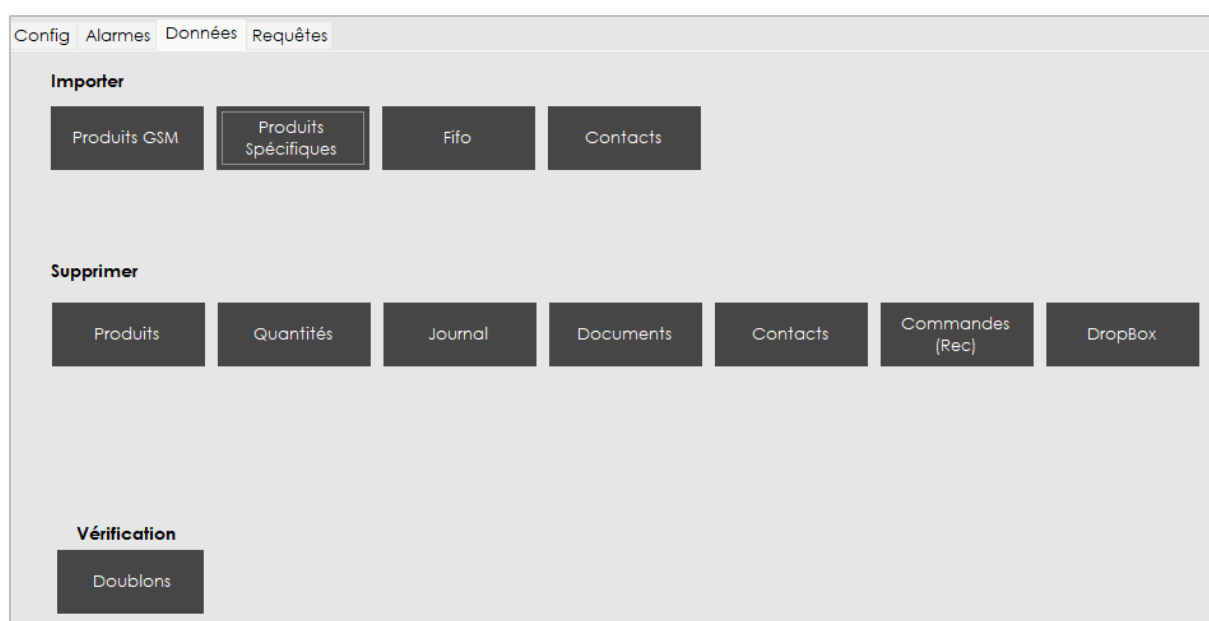 Config Alarmes Données Requêtes
Importer
Produits GSM
Produits
Spécifiques
Fifo
Contacts
Supprimer
Produits
Quantités
Journal
Documents
Contacts
Commandes
(Rec)
DropBox
Vérification
Doublons